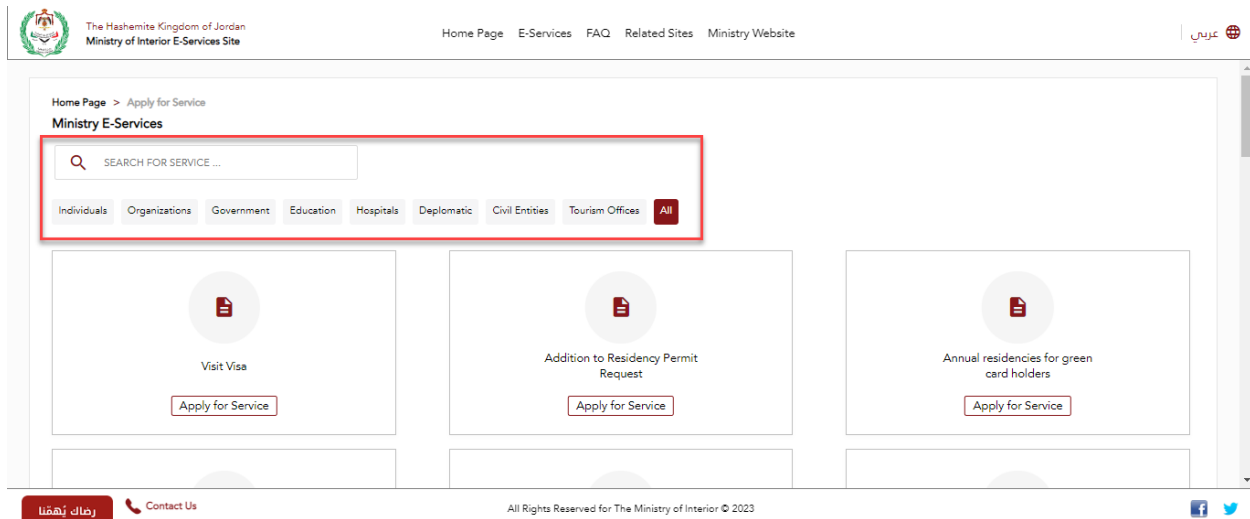 The Hashemite Kingdom of Jordan
Ministry of Interior E-Services Site
Home Page E-Services FAQ Related Sites Ministry Website
عربي
Home Page > Apply for Service
Ministry E-Services
SEARCH FOR SERVICE ...
Individuals Organizations Government Education Hospitals Deplomatic Civil Entities Tourism Offices All
Visit Visa
Apply for Service
Addition to Residency Permit
Request
Apply for Service
Annual residencies for green
card holders
Apply for Service
رضاك يُهمّنا
Contact Us
All Rights Reserved for The Ministry of Interior © 2023